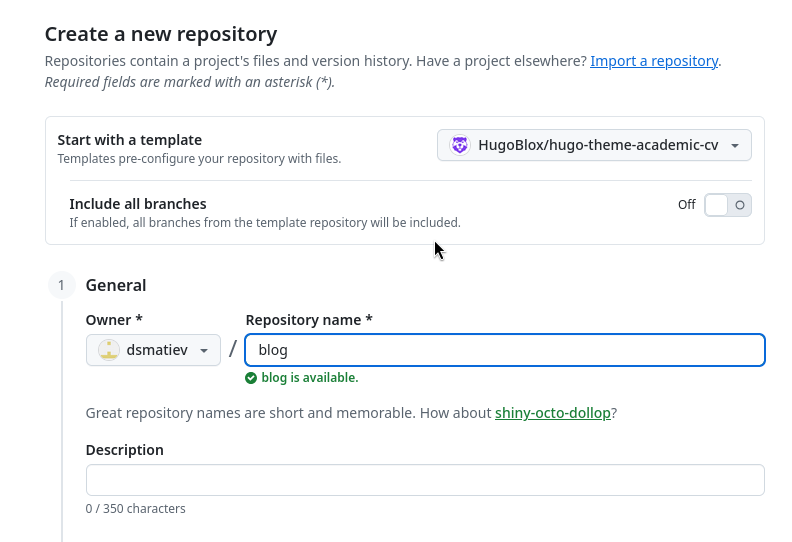 Create a new repository
Repositories contain a project's files and version history. Have a project elsewhere? Import a repository.
Required fields are marked with an asterisk (*).
Start with a template
Templates pre-configure your repository with files.
HugoBlox/hugo-theme-academic-cv
Include all branches
If enabled, all branches from the template repository will be included.
Off
1
General
Owner *
Repository name *
dsmatiev
/
blog
blog is available.
Great repository names are short and memorable. How about shiny-octo-dollop?
Description
0 / 350 characters